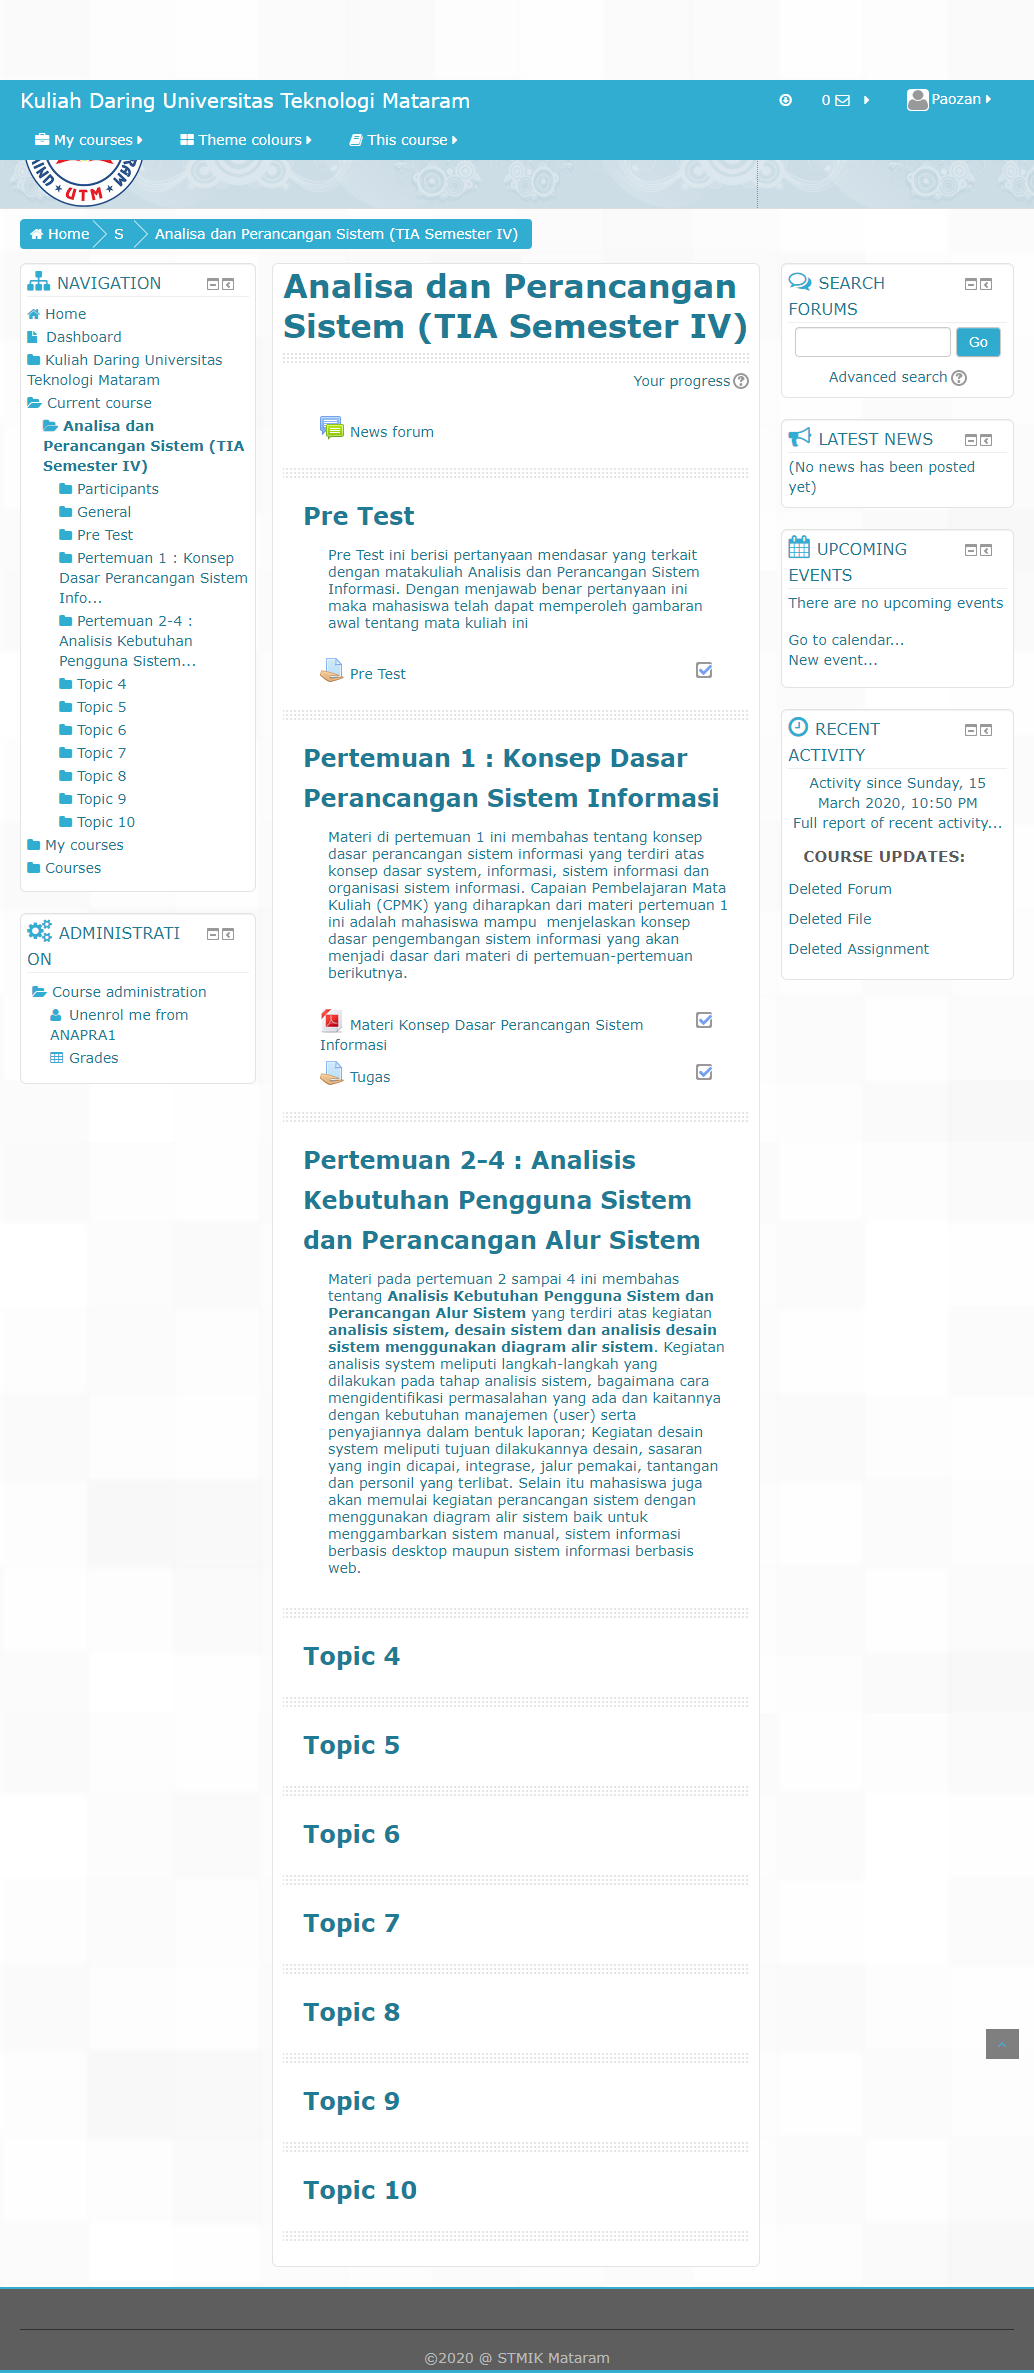 Kuliah Daring Universitas Teknologi Mataram
0
Paozan
My courses
Theme colours
This course
UTM
Home
S
Analisa dan Perancangan Sistem (TIA Semester IV)
NAVIGATION
Home
Dashboard
Kuliah Daring Universitas
Teknologi Mataram
Current course
Analisa dan
Perancangan Sistem (TIA
Semester IV)
Participants
General
Pre Test
Pertemuan 1 : Konsep
Dasar Perancangan Sistem
Info...
Pertemuan 2-4 :
Analisis Kebutuhan
Pengguna Sistem...
Topic 4
Topic 5
Topic 6
Topic 7
Topic 8
Topic 9
Topic 10
My courses
Courses
ADMINISTRATI
ON
Course administration
Unenrol me from
ANAPRA1
Grades
Analisa dan Perancangan
Sistem (TIA Semester IV)
Your progress
News forum
Pre Test
Pre Test ini berisi pertanyaan mendasar yang terkait
dengan matakuliah Analisis dan Perancangan Sistem
Informasi. Dengan menjawab benar pertanyaan ini
maka mahasiswa telah dapat memperoleh gambaran
awal tentang mata kuliah ini
Pre Test
Pertemuan 1 : Konsep Dasar
Perancangan Sistem Informasi
Materi di pertemuan 1 ini membahas tentang konsep
dasar perancangan sistem informasi yang terdiri atas
konsep dasar system, informasi, sistem informasi dan
organisasi sistem informasi. Capaian Pembelajaran Mata
Kuliah (CPMK) yang diharapkan dari materi pertemuan 1
ini adalah mahasiswa mampu  menjelaskan konsep
dasar pengembangan sistem informasi yang akan
menjadi dasar dari materi di pertemuan-pertemuan
berikutnya.
Materi Konsep Dasar Perancangan Sistem
Informasi
Tugas
Pertemuan 2-4 : Analisis
Kebutuhan Pengguna Sistem
dan Perancangan Alur Sistem
Materi pada pertemuan 2 sampai 4 ini membahas
tentang Analisis Kebutuhan Pengguna Sistem dan
Perancangan Alur Sistem yang terdiri atas kegiatan
analisis sistem, desain sistem dan analisis desain
sistem menggunakan diagram alir sistem. Kegiatan
analisis system meliputi langkah-langkah yang
dilakukan pada tahap analisis sistem, bagaimana cara
mengidentifikasi permasalahan yang ada dan kaitannya
dengan kebutuhan manajemen (user) serta
penyajiannya dalam bentuk laporan; Kegiatan desain
system meliputi tujuan dilakukannya desain, sasaran
yang ingin dicapai, integrase, jalur pemakai, tantangan
dan personil yang terlibat. Selain itu mahasiswa juga
akan memulai kegiatan perancangan sistem dengan
menggunakan diagram alir sistem baik untuk
menggambarkan sistem manual, sistem informasi
berbasis desktop maupun sistem informasi berbasis
web.
Topic 4
Topic 5
Topic 6
Topic 7
Topic 8
Topic 9
Topic 10
SEARCH
FORUMS
Go
Advanced search
LATEST NEWS
(No news has been posted
yet)
UPCOMING
EVENTS
There are no upcoming events
Go to calendar...
New event...
RECENT
ACTIVITY
Activity since Sunday, 15
March 2020, 10:50 PM
Full report of recent activity...
COURSE UPDATES:
Deleted Forum
Deleted File
Deleted Assignment
©2020 @ STMIK Mataram